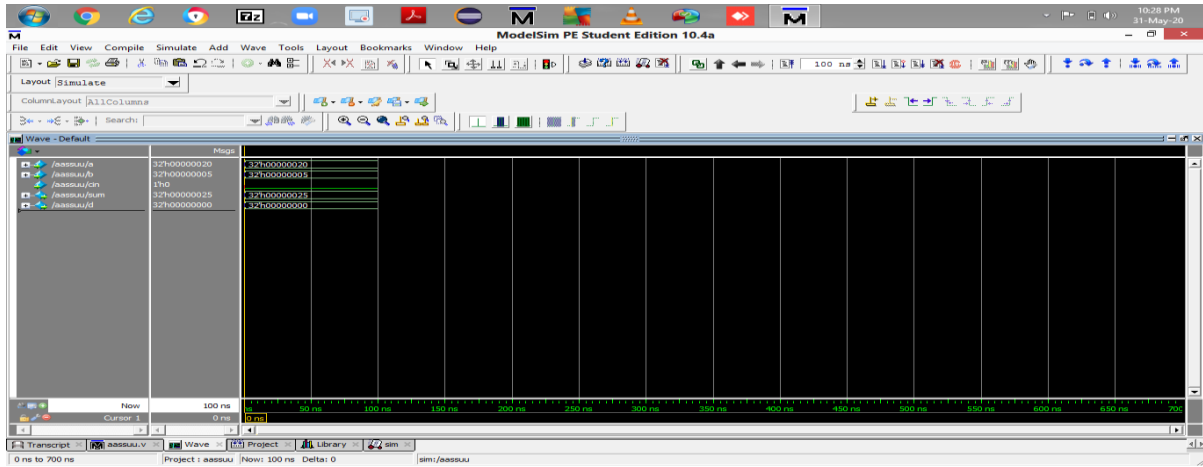 7z
10:28 PM
31-May-20
ModelSim PE Student Edition 10.4a
File Edit View Compile Simulate Add Wave Tools Layout Bookmarks Window Help
100 ns
Layout Simulate
ColumnLayout AllColumns
Search:
Wave - Default
Msgs
/aassuu/a 32'h00000020 32'h00000020
/aassuu/b 32'h00000005 32'h00000005
/aassuu/cin 1'h0
/aassuu/sum 32'h00000025 32'h00000025
/aassuu/d 32'h00000000 32'h00000000
Now 100 ns ns 50 ns 100 ns 150 ns 200 ns 250 ns 300 ns 350 ns 400 ns 450 ns 500 ns 550 ns 600 ns 650 ns 700
Cursor 1 0 ns 0 ns
Transcript aassuu.v Wave Project Library sim
0 ns to 700 ns Project : aassuu Now: 100 ns Delta: 0 sim:/aassuu